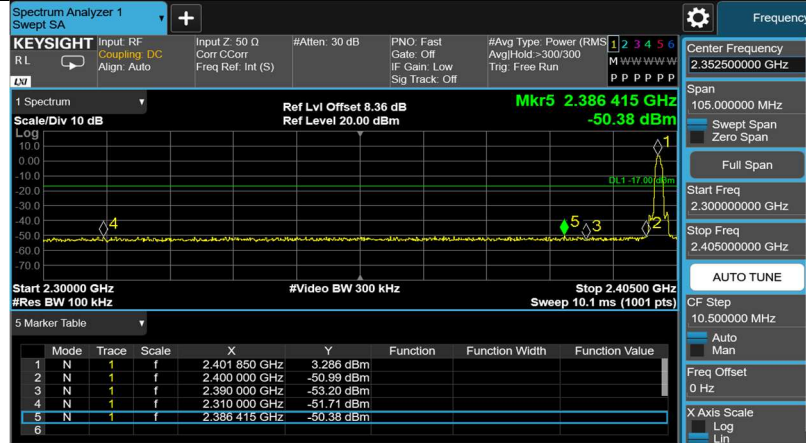 Spectrum Analyzer 1
Swept SA
Frequency
KEYSIGHT
RL
LXI
Input: RF
Coupling: DC
Align: Auto
Input Z: 50 Ω
Corr CCorr
Freq Ref: Int (S)
#Atten: 30 dB
PNO: Fast
Gate: Off
IF Gain: Low
Sig Track: Off
#Avg Type: Power (RMS
Avg|Hold:>300/300
Trig: Free Run
1 2 3 4 5 6
M W W W W W
P P P P P P
1 Spectrum
Scale/Div 10 dB
Ref Lvl Offset 8.36 dB
Ref Level 20.00 dBm
Mkr5 2.386 415 GHz
-50.38 dBm
Log
10.0
0.00
-10.0
-20.0
-30.0
-40.0
-50.0
-60.0
-70.0
DL1 -17.00 dBm
1
4
5
3
2
Start 2.30000 GHz
#Res BW 100 kHz
#Video BW 300 kHz
Stop 2.40500 GHz
Sweep 10.1 ms (1001 pts)
5 Marker Table
Mode Trace Scale X Y Function Function Width Function Value
1 N 1 f 2.401 850 GHz 3.286 dBm
2 N 1 f 2.400 000 GHz -50.99 dBm
3 N 1 f 2.390 000 GHz -53.20 dBm
4 N 1 f 2.310 000 GHz -51.71 dBm
5 N 1 f 2.386 415 GHz -50.38 dBm
6
Center Frequency
2.352500000 GHz
Span
105.000000 MHz
Swept Span
Zero Span
Full Span
Start Freq
2.300000000 GHz
Stop Freq
2.405000000 GHz
AUTO TUNE
CF Step
10.500000 MHz
Auto
Man
Freq Offset
0 Hz
X Axis Scale
Log
Lin